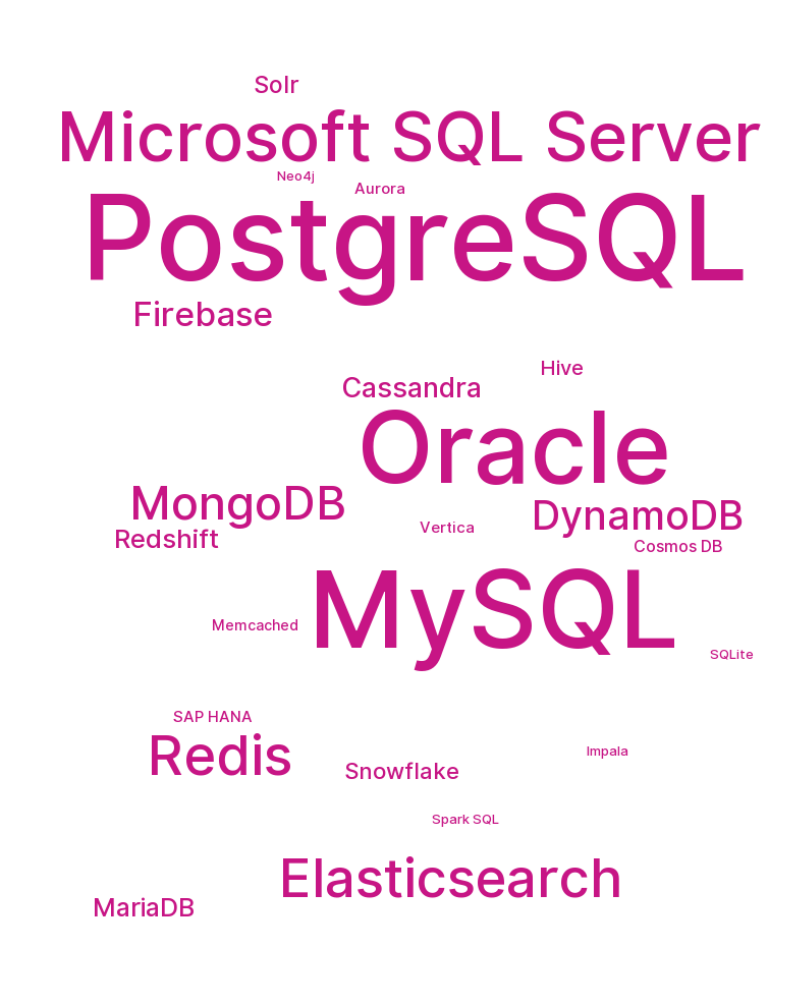 Solr
Microsoft SQL Server
Neo4j
Aurora
PostgreSQL
Firebase
Hive
Cassandra
Oracle
MongoDB
DynamoDB
Vertica
Redshift
Cosmos DB
MySQL
Memcached
SQLite
SAP HANA
Redis
Impala
Snowflake
Spark SQL
Elasticsearch
MariaDB